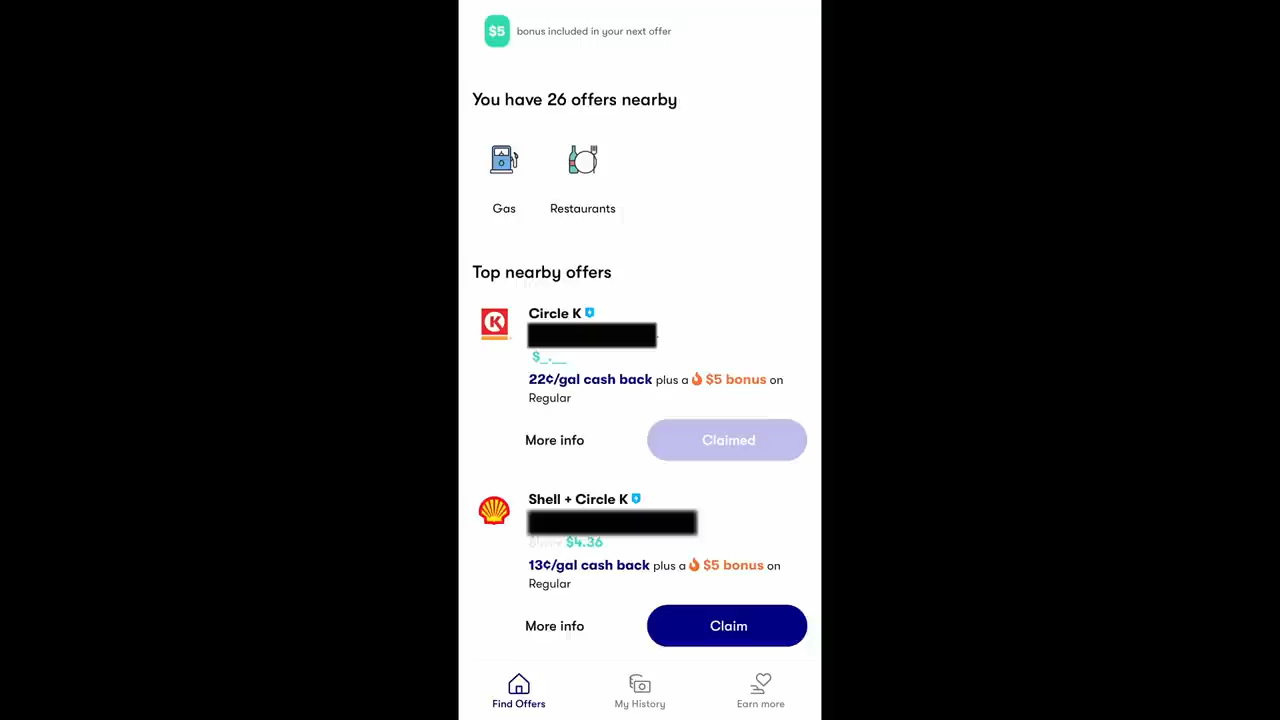 $5 bonus included in your next offer
You have 26 offers nearby
Gas Restaurants
Top nearby offers
K Circle K
$_.__
22¢/gal cash back plus a $5 bonus on
Regular
More info Claimed
Shell + Circle K
$4.36
13¢/gal cash back plus a $5 bonus on
Regular
More info Claim
Find Offers My History Earn more